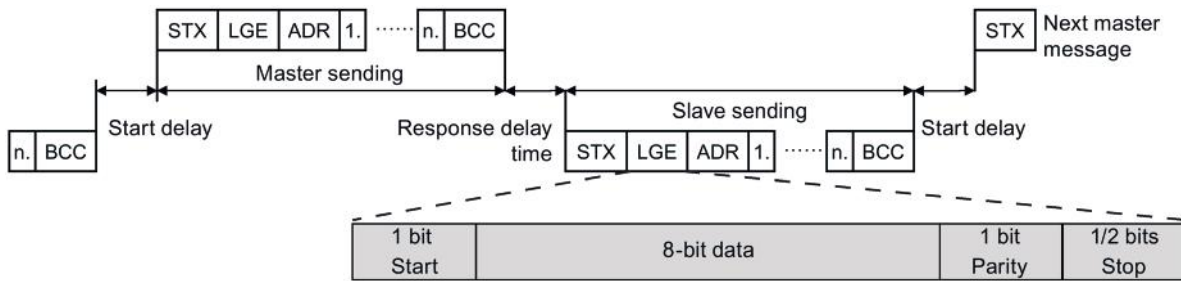 STX LGE ADR 1. ...... n. BCC
STX Next master
message
Master sending
Slave sending
Start delay
Response delay
time
Start delay
n. BCC
STX LGE ADR 1. ...... n. BCC
1 bit
Start
8-bit data
1 bit
Parity
1/2 bits
Stop